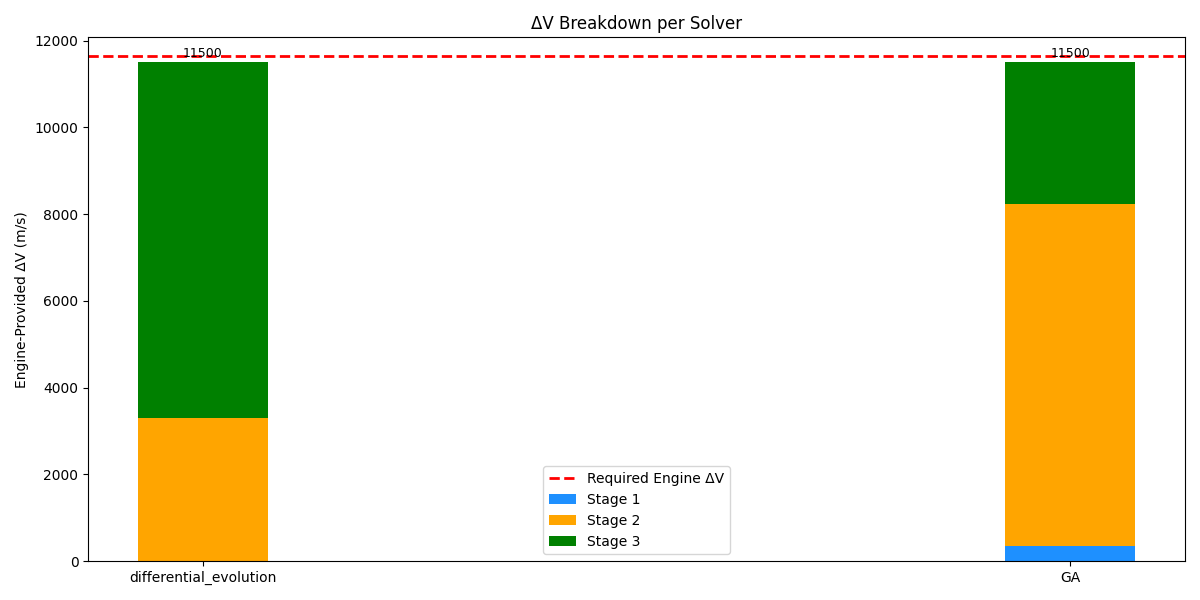 ΔV Breakdown per Solver
Engine-Provided ΔV (m/s)
12000
10000
8000
6000
4000
2000
0
11500
11500
Required Engine ΔV
Stage 1
Stage 2
Stage 3
differential_evolution
GA